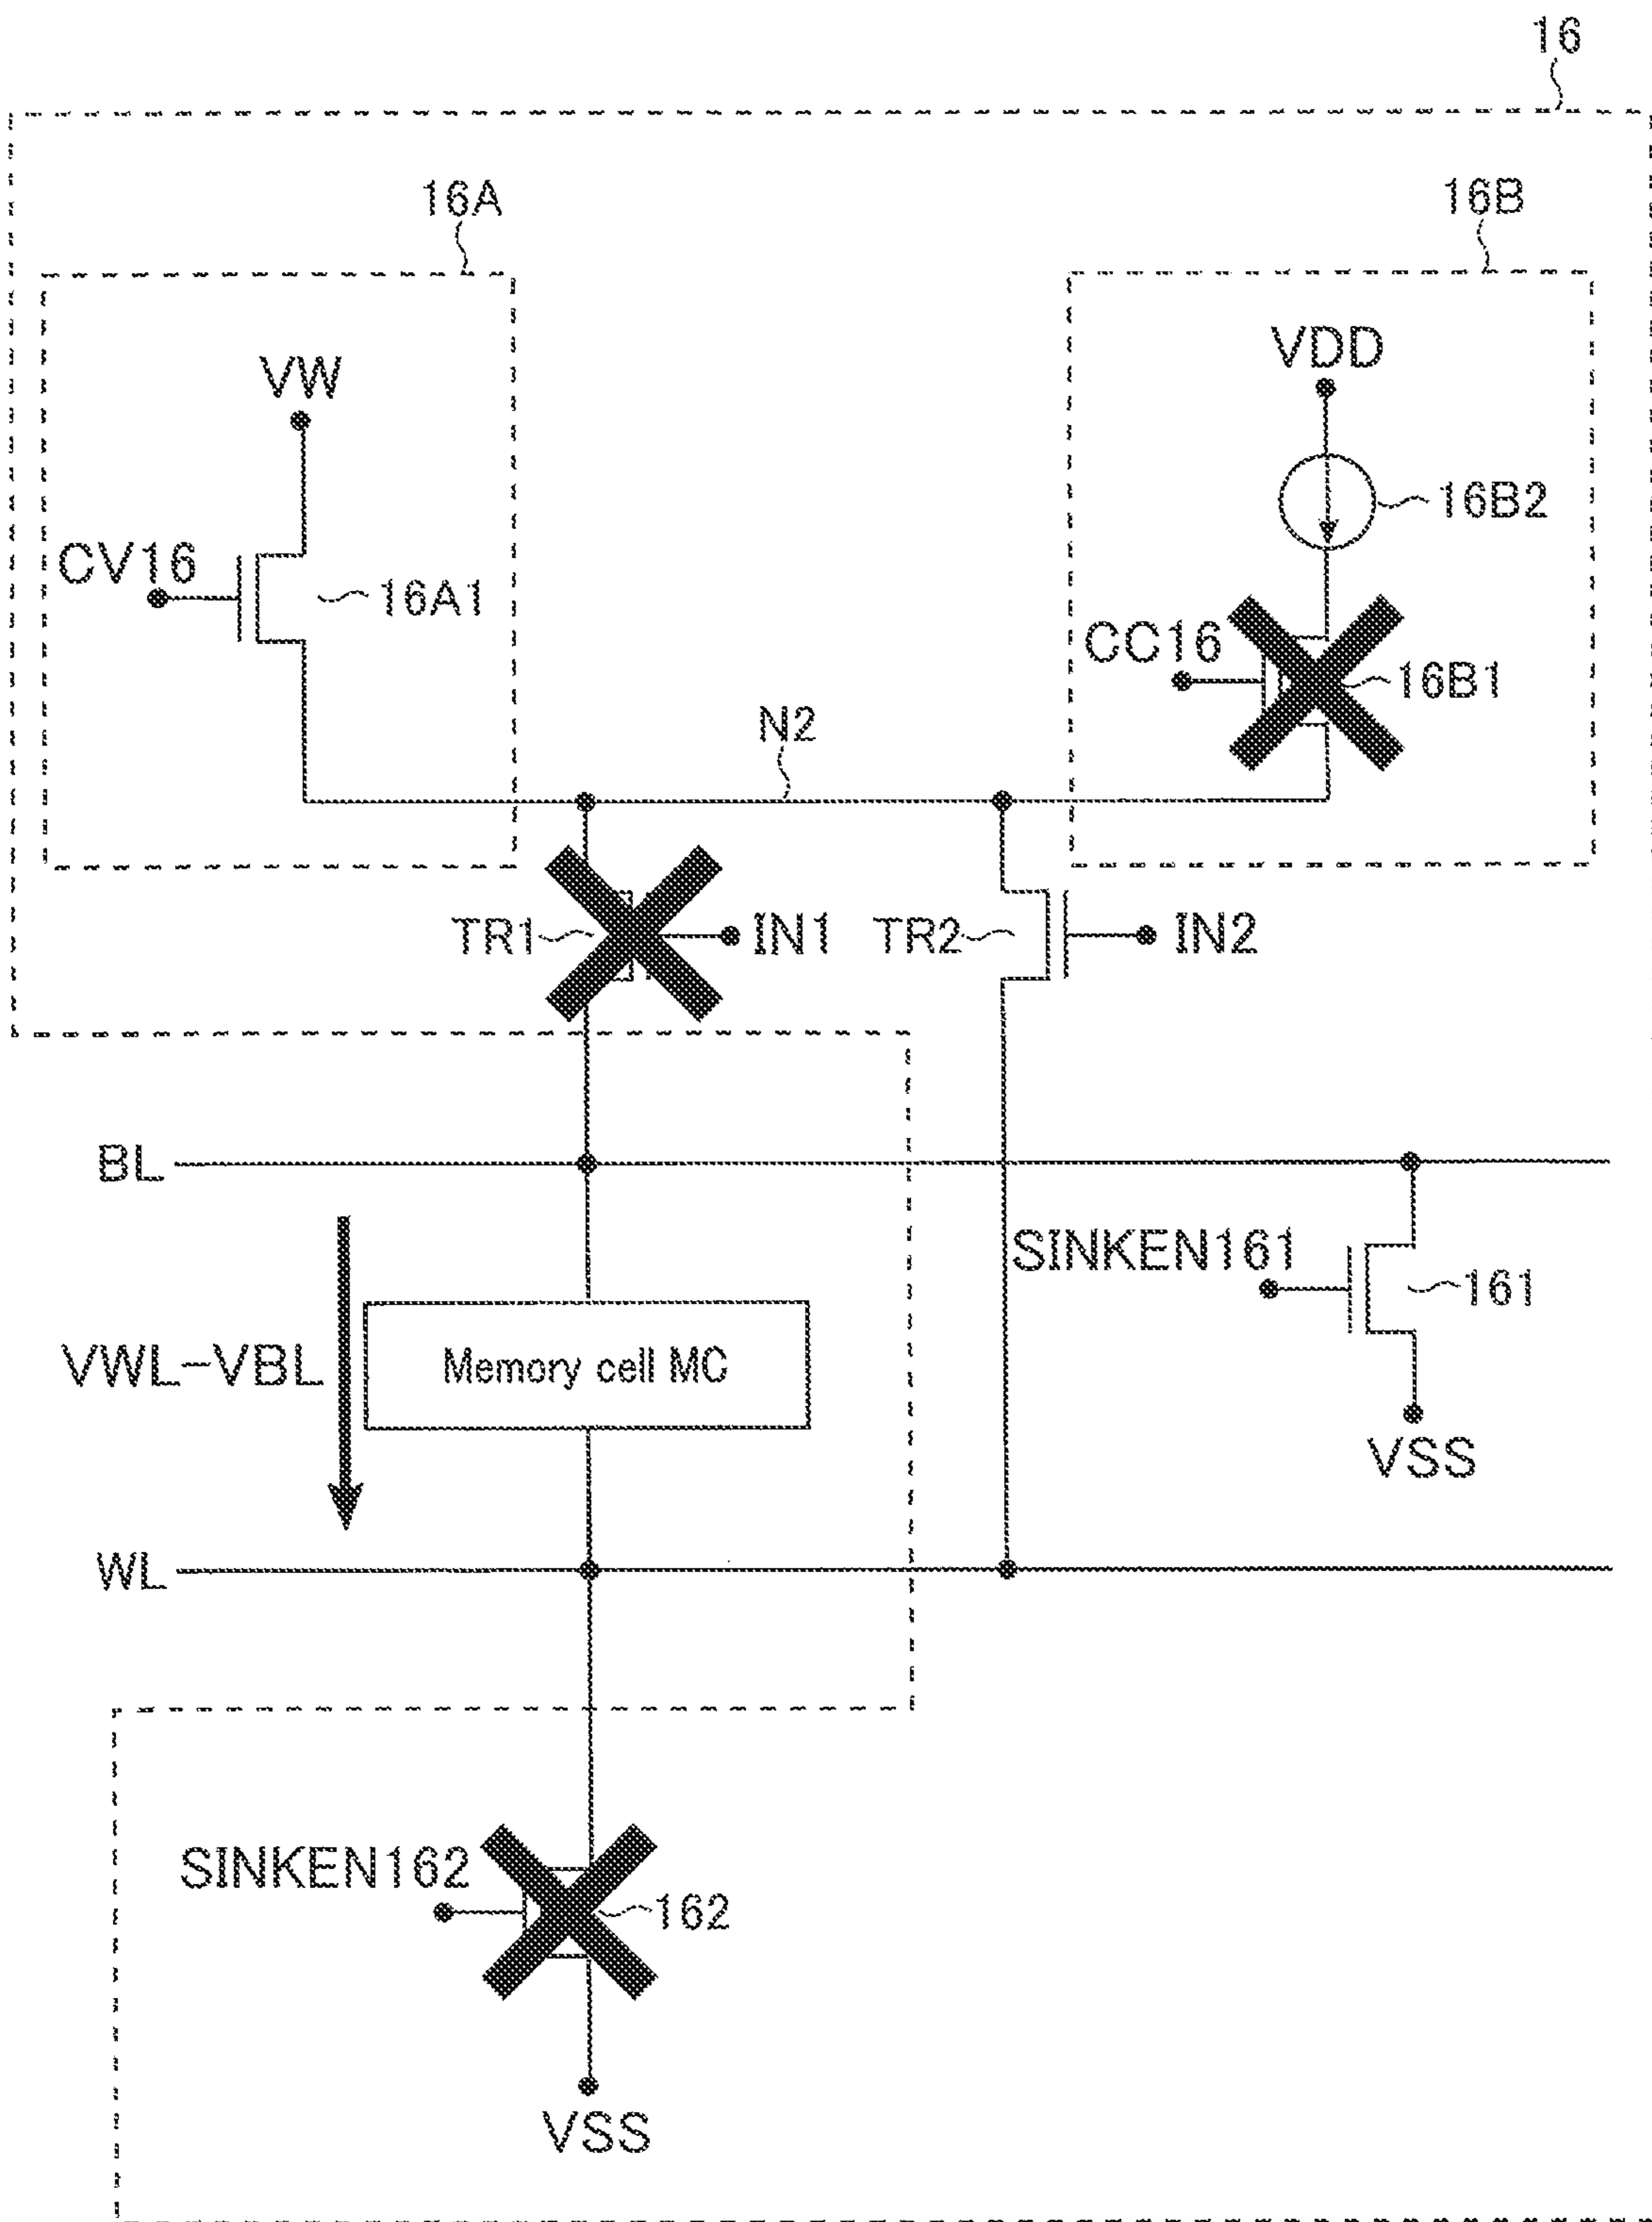 16
16A
16B
VW
VDD
16B2
CV16
16A1
CC16
16B1
N2
TR1
IN1
TR2
IN2
BL
SINKEN161
161
VWL-VBL
Memory cell MC
VSS
WL
SINKEN162
162
VSS